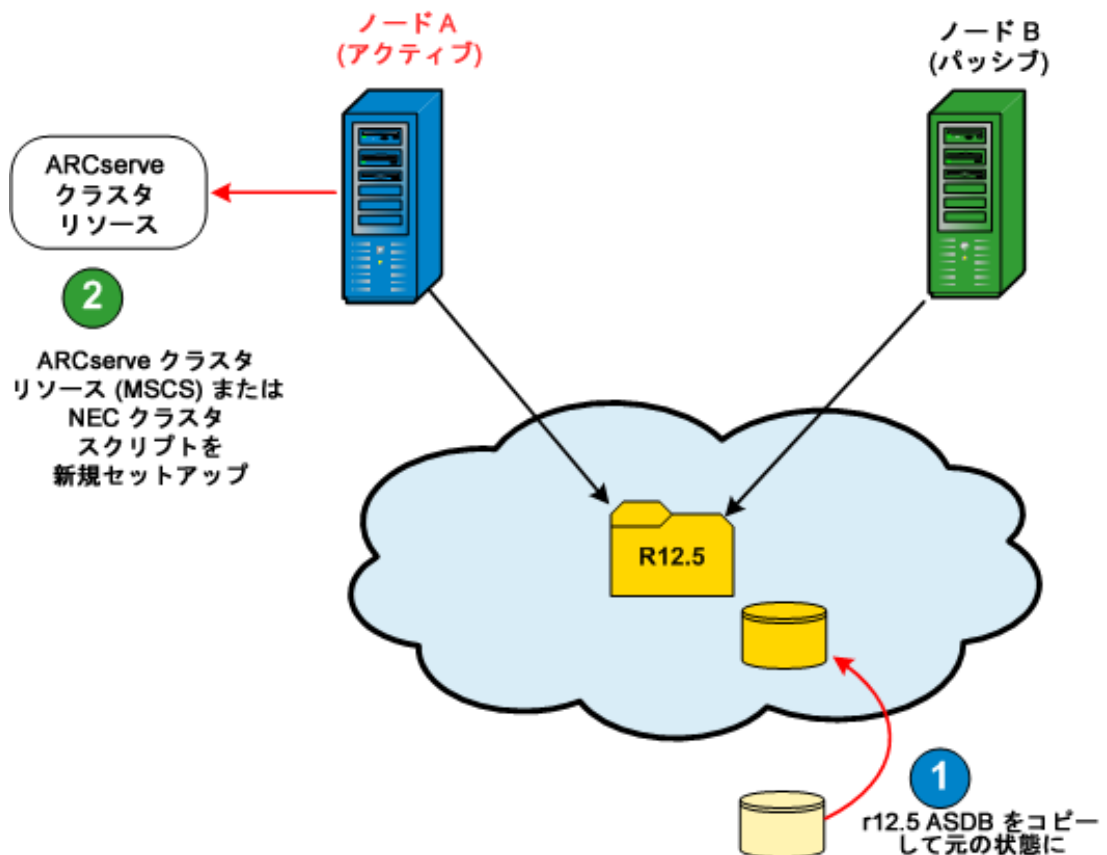 ノード A
(アクティブ)
ノード B
(パッシブ)
ARCserve
クラスタ
リソース
2
ARCserve クラスタ
リソース (MSCS) または
NEC クラスタ
スクリプトを
新規セットアップ
R12.5
1
r12.5 ASDB をコピー
して元の状態に